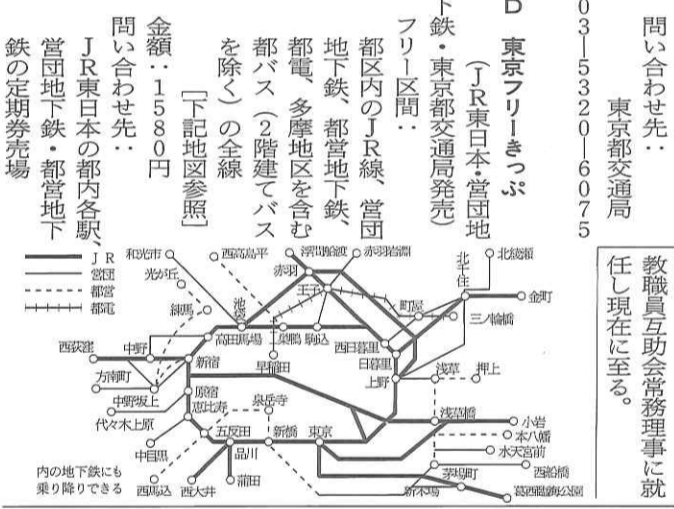 問い合わせ先：
東京都交通局
03―5320―6075
D　東京フリーきっぷ
（JR東日本・営団地
下鉄・東京都交通局発売）
フリー区間：
都区内のJR線、営団
地下鉄、都営地下鉄、
都電、多摩地区を含む
都バス（2階建てバス
を除く）の全線
［下記地図参照］
金額：1580円
問い合わせ先：
JR東日本の都内各駅、
営団地下鉄・都営地下
鉄の定期券売場
教職員互助会常務理事に就
任し現在に至る。
JR
営団
都営
都電
和光市
光が丘
練馬
西高島平
浮間船渡
赤羽岩淵
赤羽
王子
北綾瀬
北千住
金町
町屋
三ノ輪橋
池袋
高田馬場
巣鴨
駒込
西日暮里
日暮里
早稲田
上野
浅草
押上
西荻窪
中野
新宿
方南町
中野坂上
原宿
代々木上原
恵比寿
中目黒
泉岳寺
五反田
品川
新橋
東京
浅草橋
小岩
本八幡
水天宮前
西船橋
茅場町
新木場
葛西臨海公園
西馬込
西大井
蒲田
内の地下鉄にも
乗り降りできる